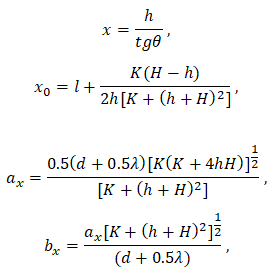 x = h / tgθ ,
x₀ = l + K(H − h) / 2h[K + (h + H)²] ,
aₓ = 0.5(d + 0.5λ)[K(K + 4hH)]^(1/2) / [K + (h + H)²] ,
bₓ = aₓ[K + (h + H)²]^(1/2) / (d + 0.5λ) ,